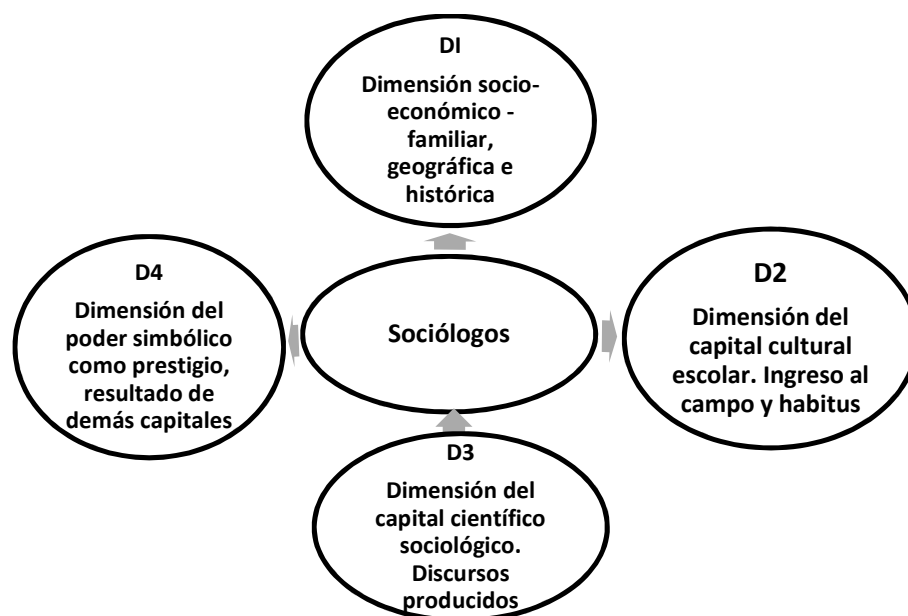 DI
Dimensión socio-
económico -
familiar,
geográfica e
histórica
D4
Dimensión del
poder simbólico
como prestigio,
resultado de
demás capitales
Sociólogos
D2
Dimensión del
capital cultural
escolar. Ingreso al
campo y habitus
D3
Dimensión del
capital científico
sociológico.
Discursos
producidos